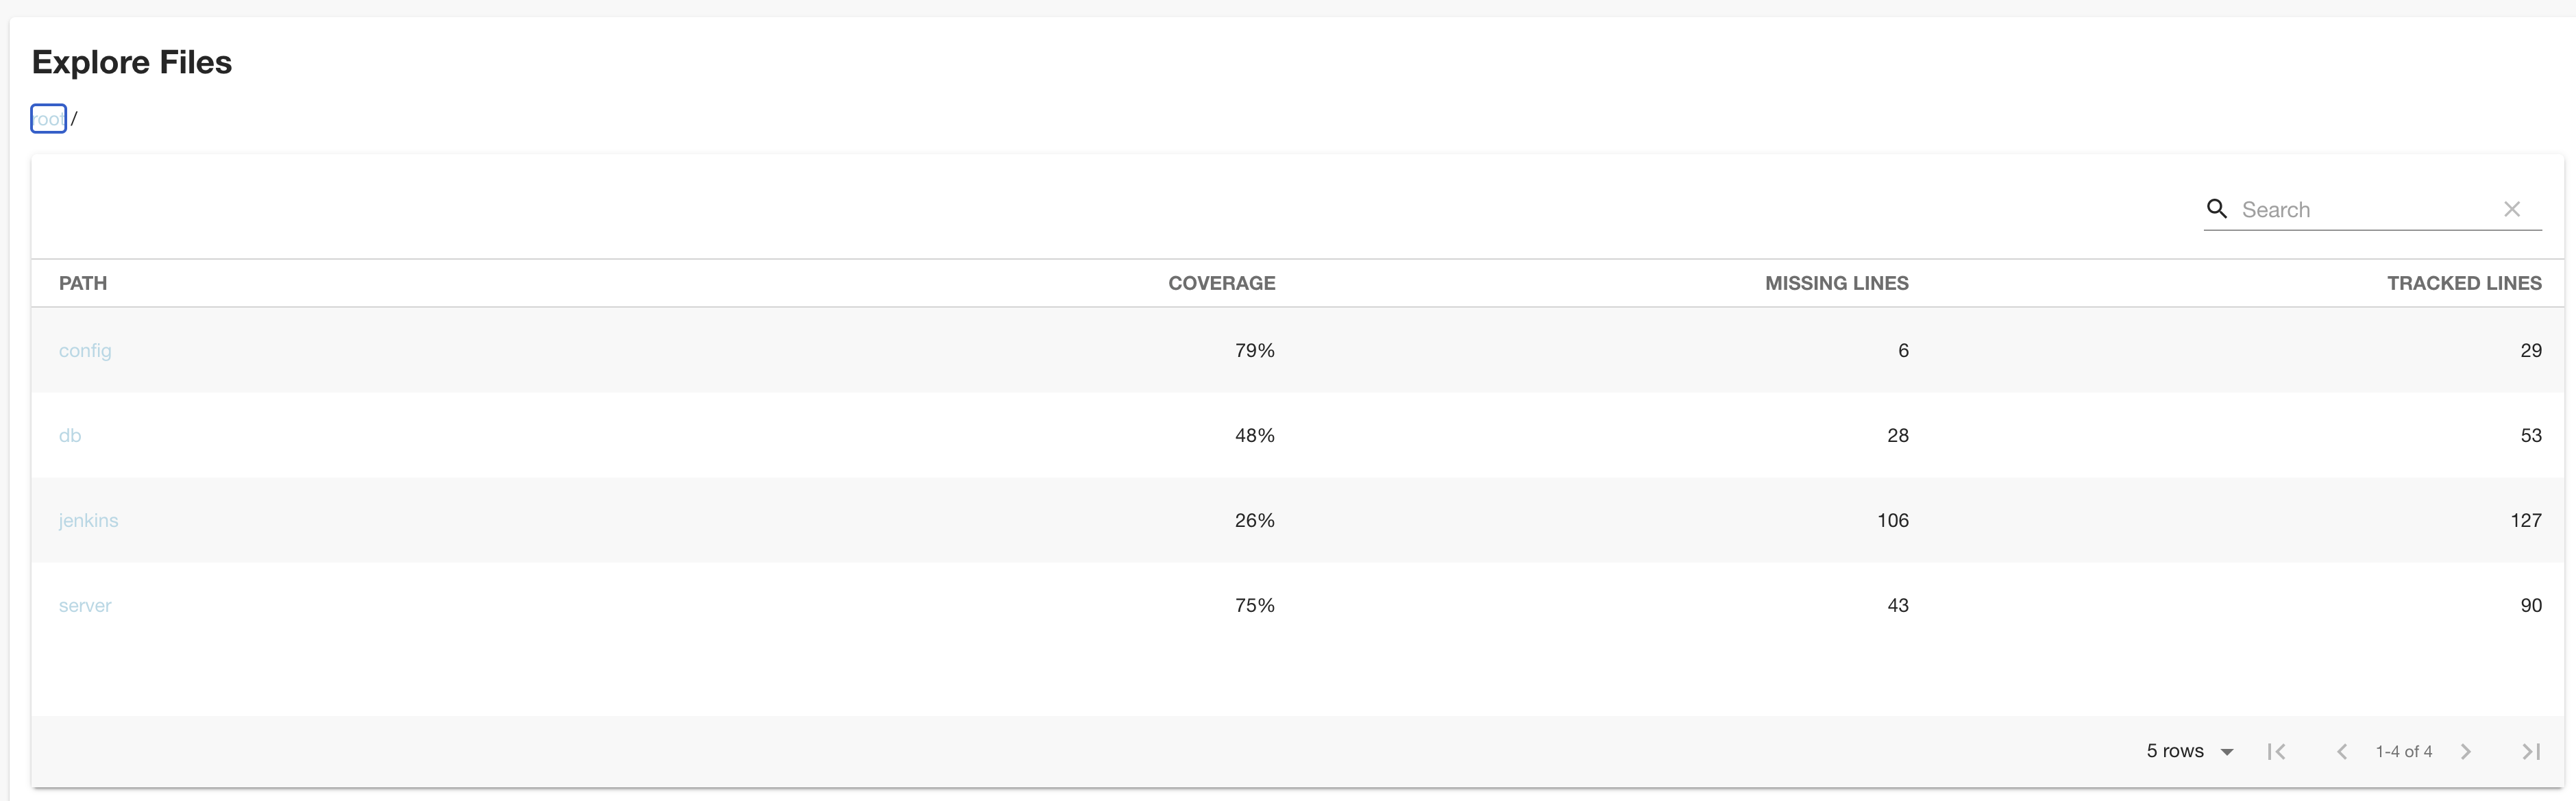 Explore Files
root /
Search
PATH COVERAGE MISSING LINES TRACKED LINES
config 79% 6 29
db 48% 28 53
jenkins 26% 106 127
server 75% 43 90
5 rows 1-4 of 4